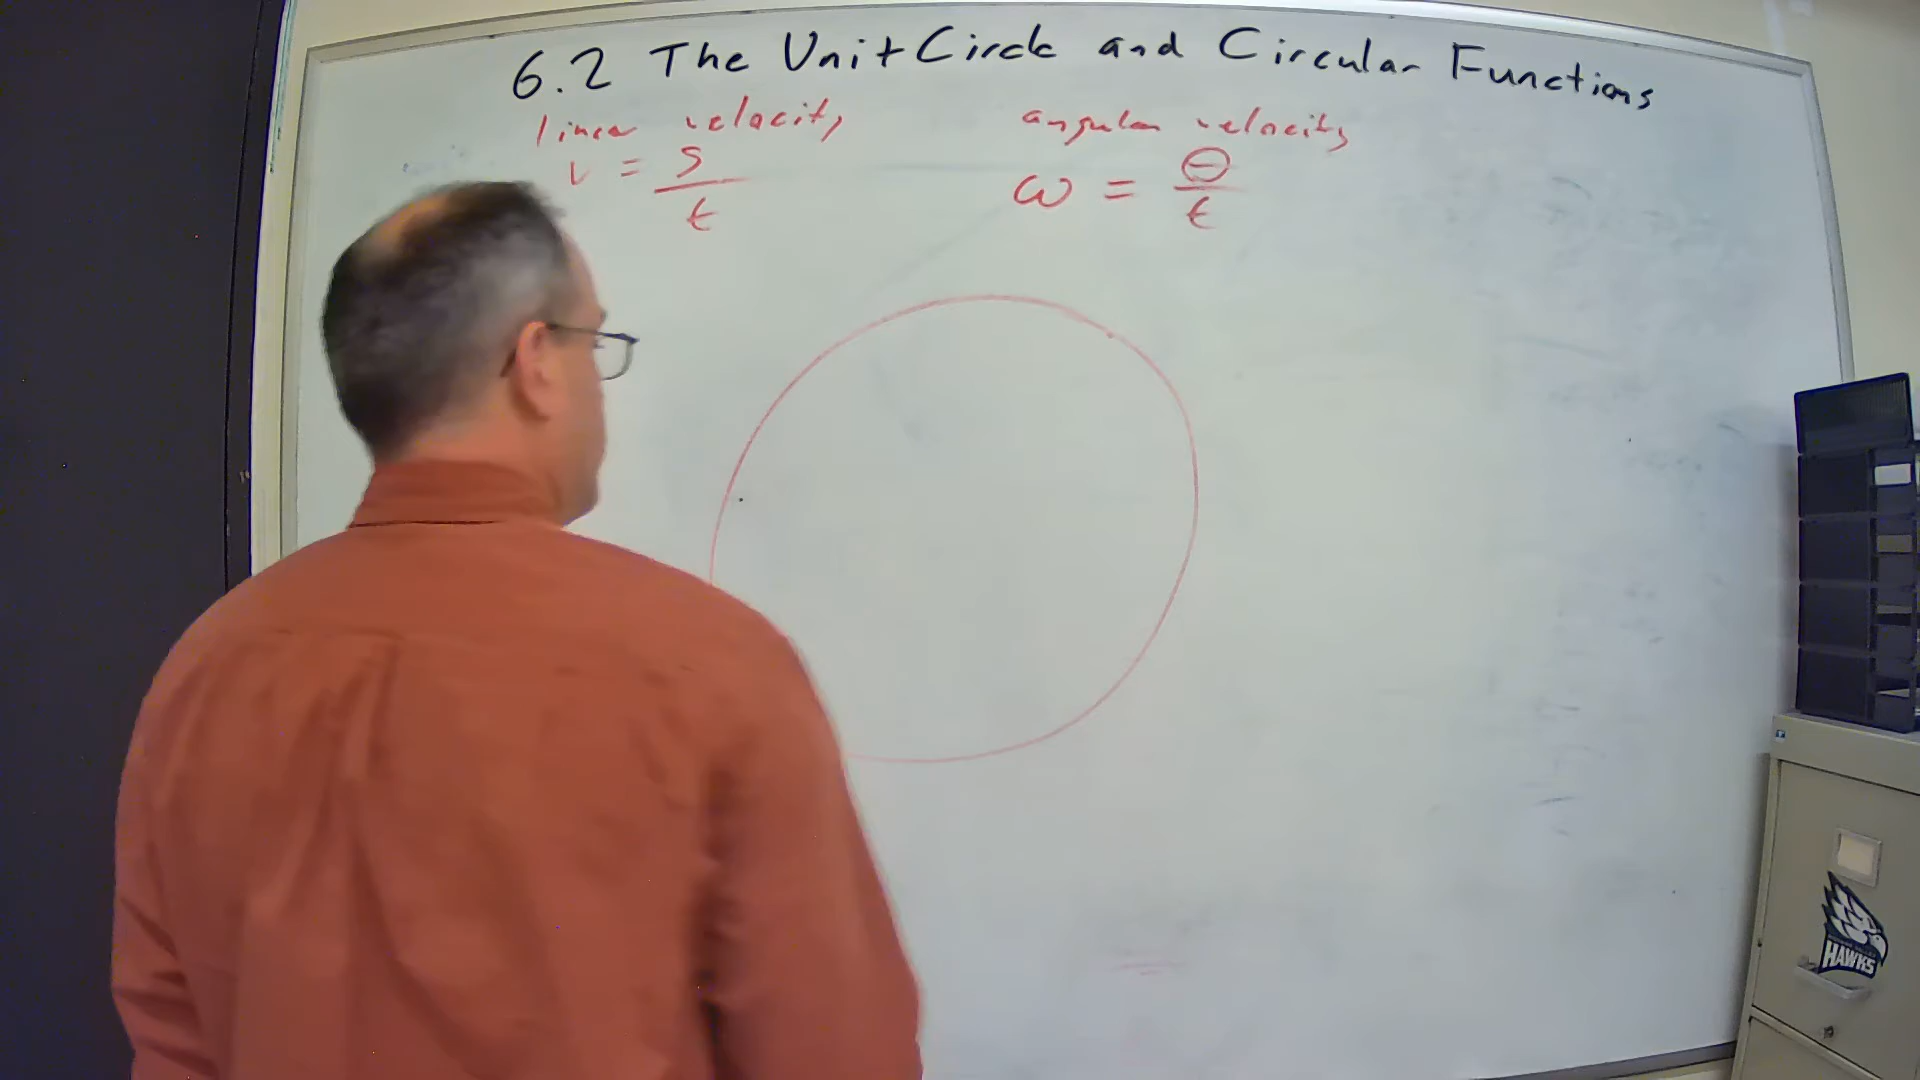 6.2 The Unit Circle and Circular Functions
linear velocity
v = s/t
angular velocity
ω = θ/t
HAWKS